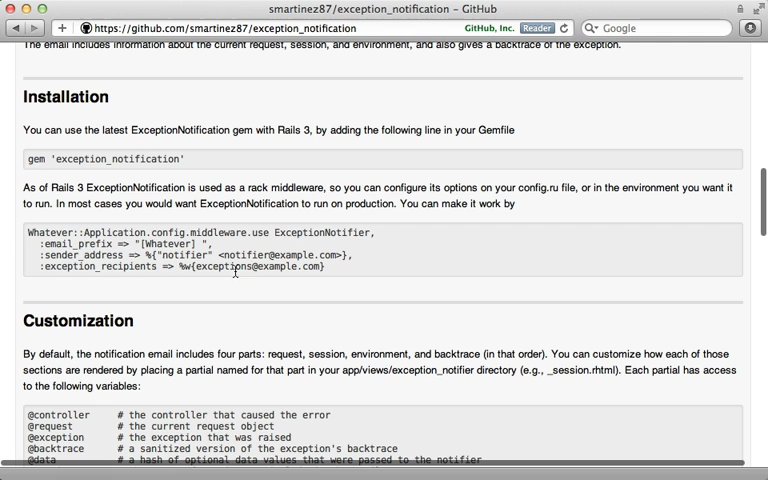 smartinez87/exception_notification – GitHub
https://github.com/smartinez87/exception_notification GitHub, Inc. Reader Google
The email includes information about the current request, session, and environment, and also gives a backtrace of the exception.
Installation
You can use the latest ExceptionNotification gem with Rails 3, by adding the following line in your Gemfile
gem 'exception_notification'
As of Rails 3 ExceptionNotification is used as a rack middleware, so you can configure its options on your config.ru file, or in the environment you want it
to run. In most cases you would want ExceptionNotification to run on production. You can make it work by
Whatever::Application.config.middleware.use ExceptionNotifier,
:email_prefix => "[Whatever] ",
:sender_address => %{"notifier" <notifier@example.com>},
:exception_recipients => %w{exceptions@example.com}
Customization
By default, the notification email includes four parts: request, session, environment, and backtrace (in that order). You can customize how each of those
sections are rendered by placing a partial named for that part in your app/views/exception_notifier directory (e.g., _session.rhtml). Each partial has access
to the following variables:
@controller # the controller that caused the error
@request # the current request object
@exception # the exception that was raised
@backtrace # a sanitized version of the exception's backtrace
@data # a hash of optional data values that were passed to the notifier